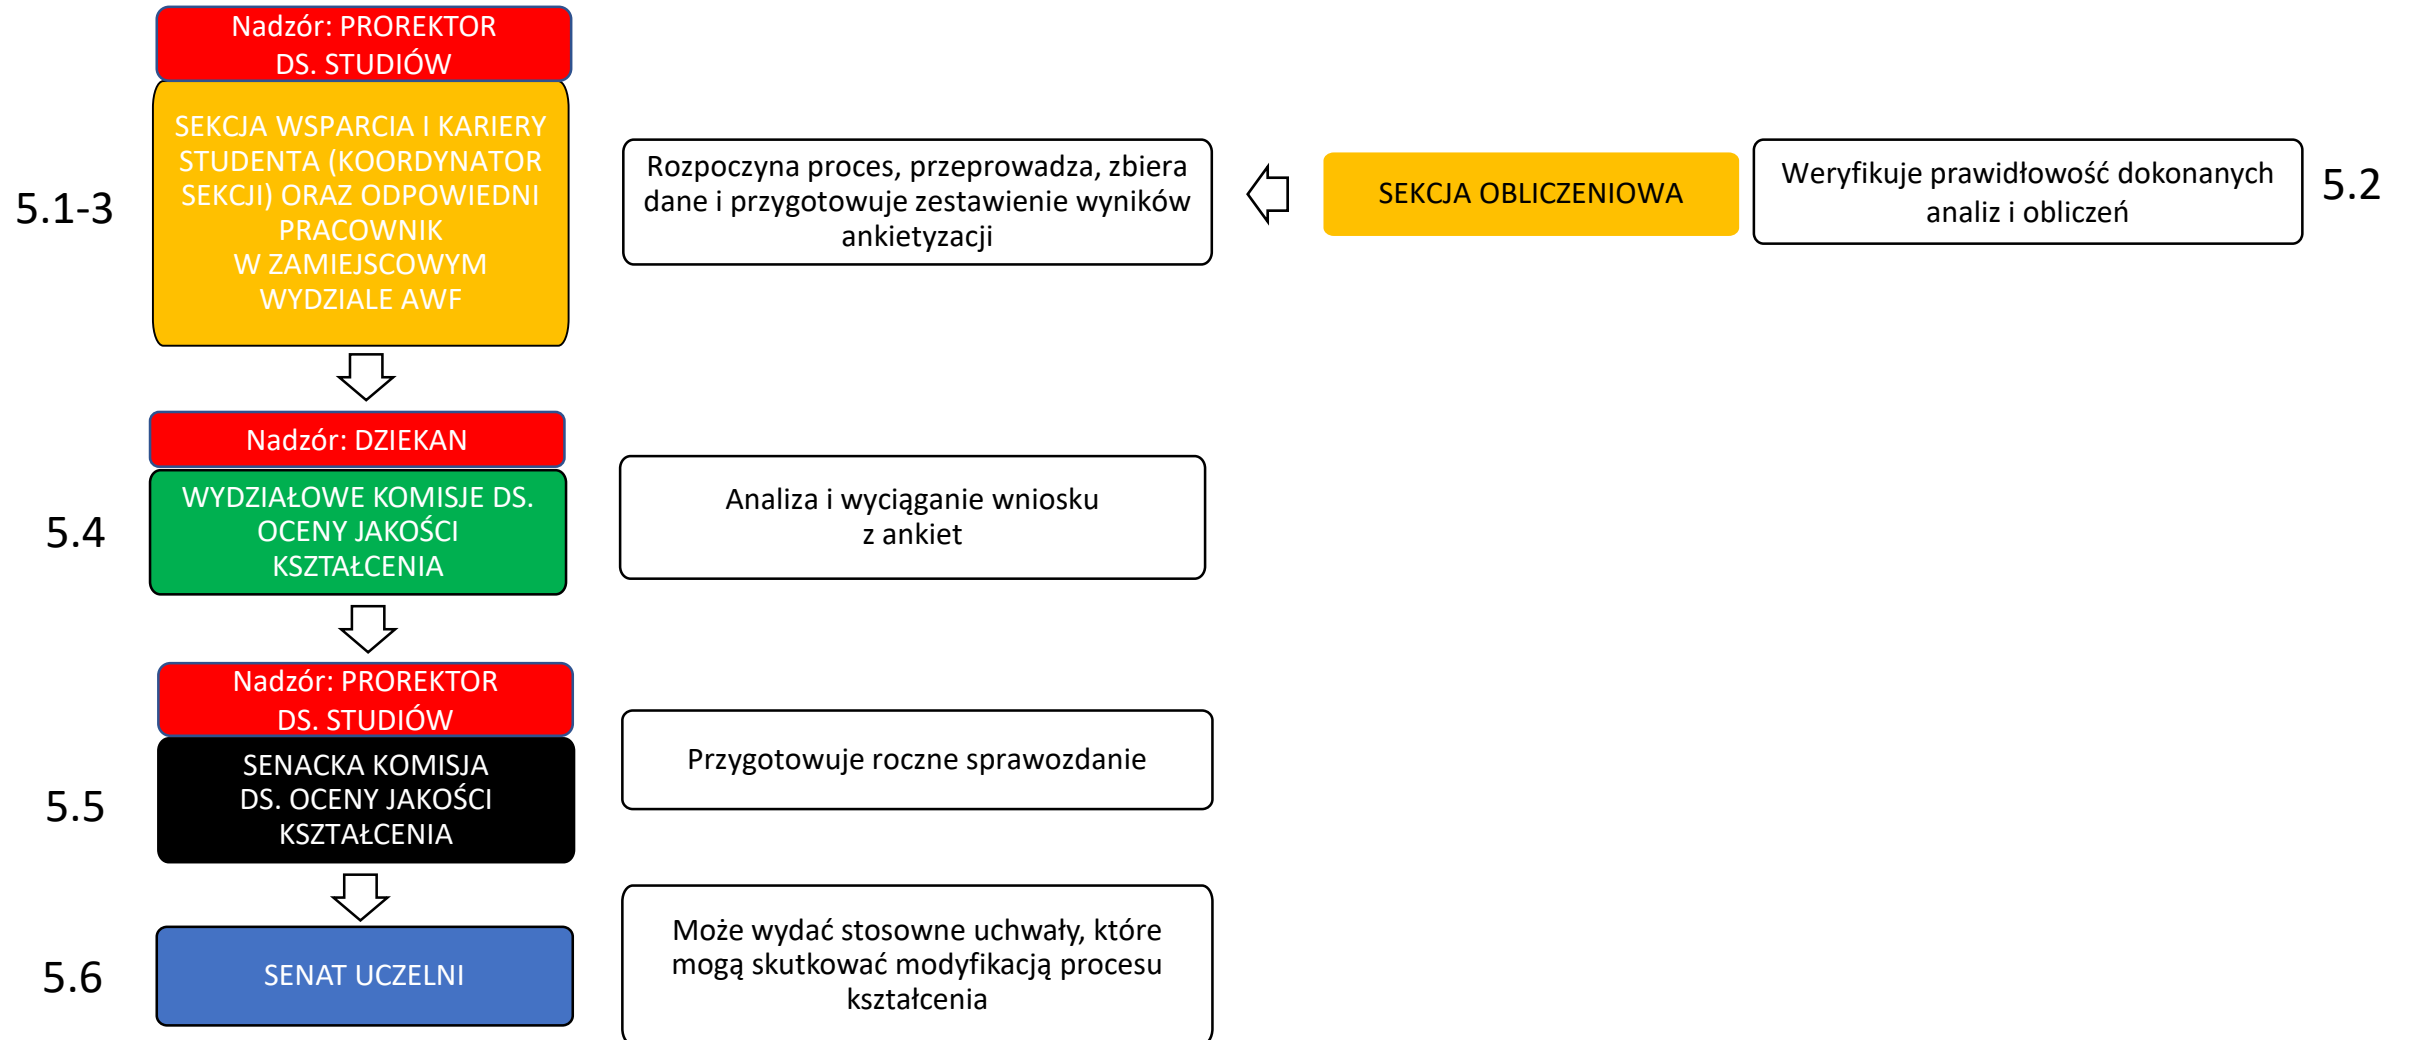 Nadzór: PROREKTOR
DS. STUDIÓW
5.1-3
SEKCJA WSPARCIA I KARIERY
STUDENTA (KOORDYNATOR
SEKCJI) ORAZ ODPOWIEDNI
PRACOWNIK
W ZAMIEJSCOWYM
WYDZIALE AWF
Rozpoczyna proces, przeprowadza, zbiera
dane i przygotowuje zestawienie wyników
ankietyzacji
SEKCJA OBLICZENIOWA
Weryfikuje prawidłowość dokonanych
analiz i obliczeń
5.2
Nadzór: DZIEKAN
5.4
WYDZIAŁOWE KOMISJE DS.
OCENY JAKOŚCI
KSZTAŁCENIA
Analiza i wyciąganie wniosku
z ankiet
Nadzór: PROREKTOR
DS. STUDIÓW
5.5
SENACKA KOMISJA
DS. OCENY JAKOŚCI
KSZTAŁCENIA
Przygotowuje roczne sprawozdanie
5.6
SENAT UCZELNI
Może wydać stosowne uchwały, które
mogą skutkować modyfikacją procesu
kształcenia